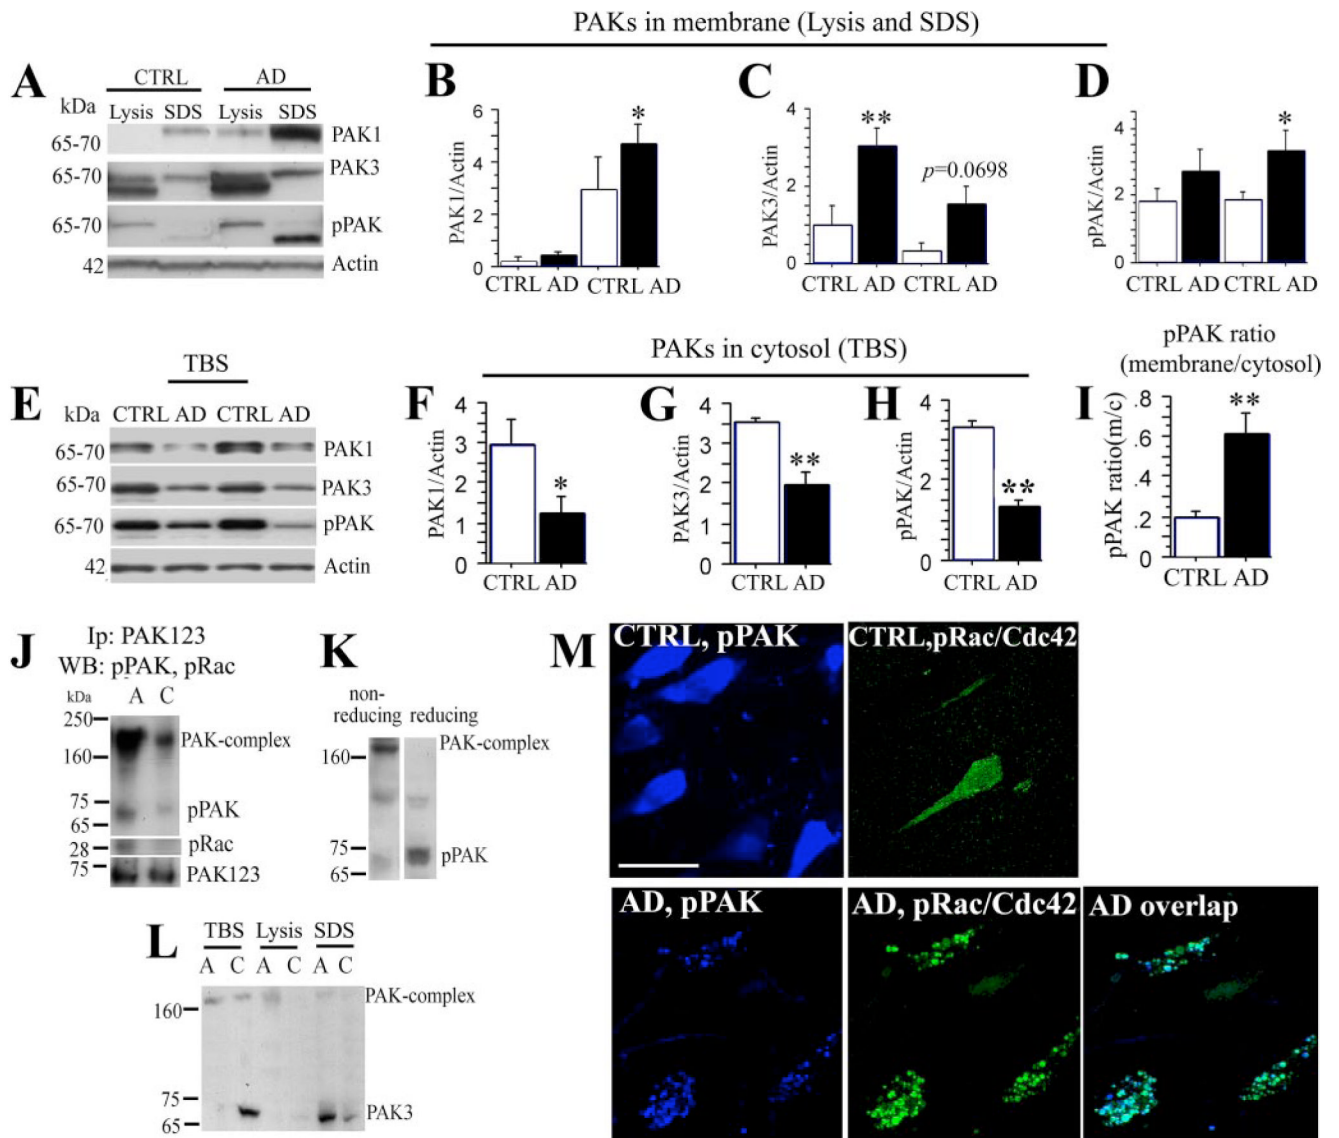 PAKs in membrane (Lysis and SDS)
A
CTRL AD
kDa Lysis SDS Lysis SDS
65-70 PAK1
65-70 PAK3
65-70 pPAK
42 Actin
B
PAK1/Actin
6
4
2
0
*
CTRL AD CTRL AD
C
PAK3/Actin
4
2
0
**
p=0.0698
CTRL AD CTRL AD
D
pPAK/Actin
4
2
0
*
CTRL AD CTRL AD
TBS
E
kDa CTRL AD CTRL AD
65-70 PAK1
65-70 PAK3
65-70 pPAK
42 Actin
PAKs in cytosol (TBS)
F
PAK1/Actin
4
3
2
1
0
*
CTRL AD
G
PAK3/Actin
4
3
2
1
0
**
CTRL AD
H
pPAK/Actin
4
2
0
**
CTRL AD
pPAK ratio
(membrane/cytosol)
I
pPAK ratio(m/c)
.8
.6
.4
.2
0
**
CTRL AD
J
Ip: PAK123
WB: pPAK, pRac
kDa A C
250
PAK-complex
160
75
pPAK
65
28 pRac
75
PAK123
K
non-
reducing reducing
PAK-complex
160
75
pPAK
65
L
TBS Lysis SDS
A C A C A C
PAK-complex
160
75
PAK3
65
M
CTRL, pPAK
CTRL,pRac/Cdc42
AD, pPAK
AD, pRac/Cdc42
AD overlap